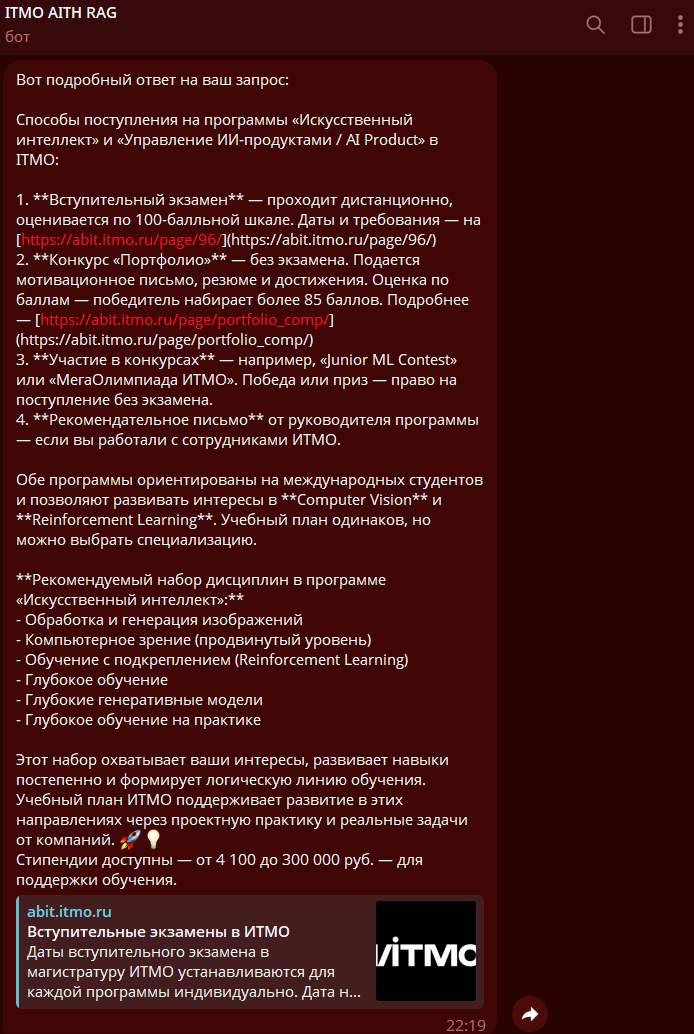 ITMO AITH RAG
бот
Вот подробный ответ на ваш запрос:
Способы поступления на программы «Искусственный
интеллект» и «Управление ИИ-продуктами / AI Product» в
ITMO:
1. **Вступительный экзамен** — проходит дистанционно,
оценивается по 100-балльной шкале. Даты и требования — на
[https://abit.itmo.ru/page/96/](https://abit.itmo.ru/page/96/)
2. **Конкурс «Портфолио»** — без экзамена. Подается
мотивационное письмо, резюме и достижения. Оценка по
баллам — победитель набирает более 85 баллов. Подробнее
— [https://abit.itmo.ru/page/portfolio_comp/]
(https://abit.itmo.ru/page/portfolio_comp/)
3. **Участие в конкурсах** — например, «Junior ML Contest»
или «МегаОлимпиада ИТМО». Победа или приз — право на
поступление без экзамена.
4. **Рекомендательное письмо** от руководителя программы
— если вы работали с сотрудниками ИТМО.
Обе программы ориентированы на международных студентов
и позволяют развивать интересы в **Computer Vision** и
**Reinforcement Learning**. Учебный план одинаков, но
можно выбрать специализацию.
**Рекомендуемый набор дисциплин в программе
«Искусственный интеллект»:**
- Обработка и генерация изображений
- Компьютерное зрение (продвинутый уровень)
- Обучение с подкреплением (Reinforcement Learning)
- Глубокое обучение
- Глубокие генеративные модели
- Глубокое обучение на практике
Этот набор охватывает ваши интересы, развивает навыки
постепенно и формирует логическую линию обучения.
Учебный план ИТМО поддерживает развитие в этих
направлениях через проектную практику и реальные задачи
от компаний. 🚀💡
Стипендии доступны — от 4 100 до 300 000 руб. — для
поддержки обучения.
abit.itmo.ru
Вступительные экзамены в ИТМО
Даты вступительного экзамена в
магистратуру ИТМО устанавливаются для
каждой программы индивидуально. Дата н...
ITMO
22:19